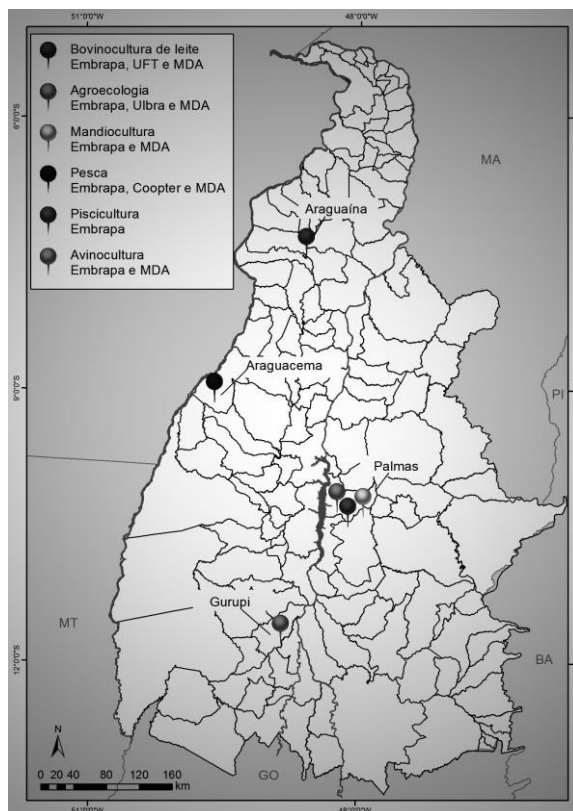 51°0'0"W
48°0'0"W
Bovinocultura de leite
Embrapa, UFT e MDA
Agroecologia
Embrapa, Ulbra e MDA
Mandiocultura
Embrapa e MDA
Pesca
Embrapa, Coopter e MDA
Piscicultura
Embrapa
Avinocultura
Embrapa e MDA
6°0'0"S
MA
Araguaína
Araguacema
9°0'0"S
PI
Palmas
Gurupi
MT
12°0'0"S
BA
N
GO
0 20 40 80 120 160
km
51°0'0"W
48°0'0"W